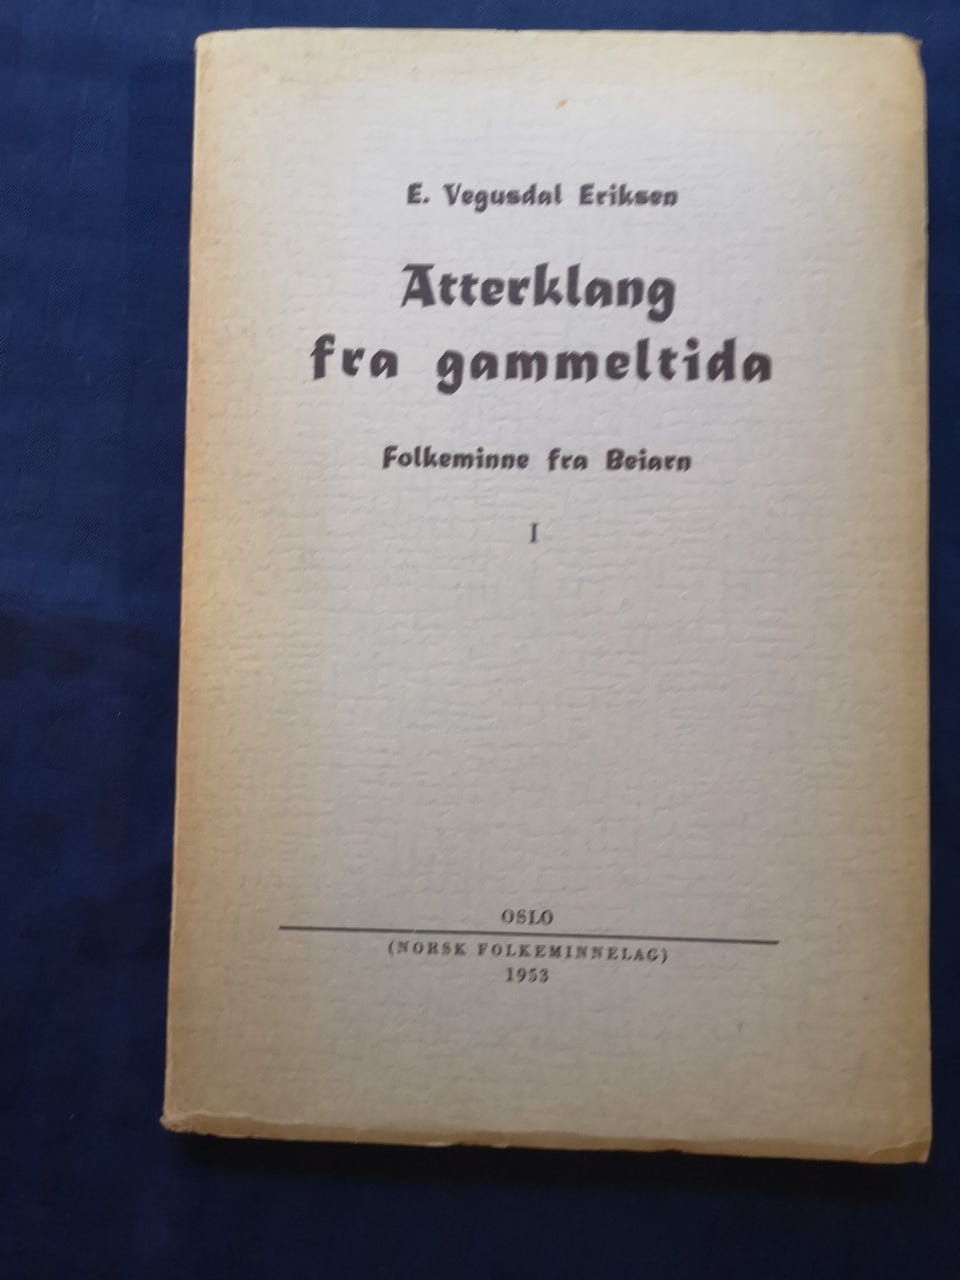 E. Vegusdal Eriksen
Atterklang
fra gammeltida
Folkeminne fra Beiarn
I
OSLO
(NORSK FOLKEMINNELAG)
1953